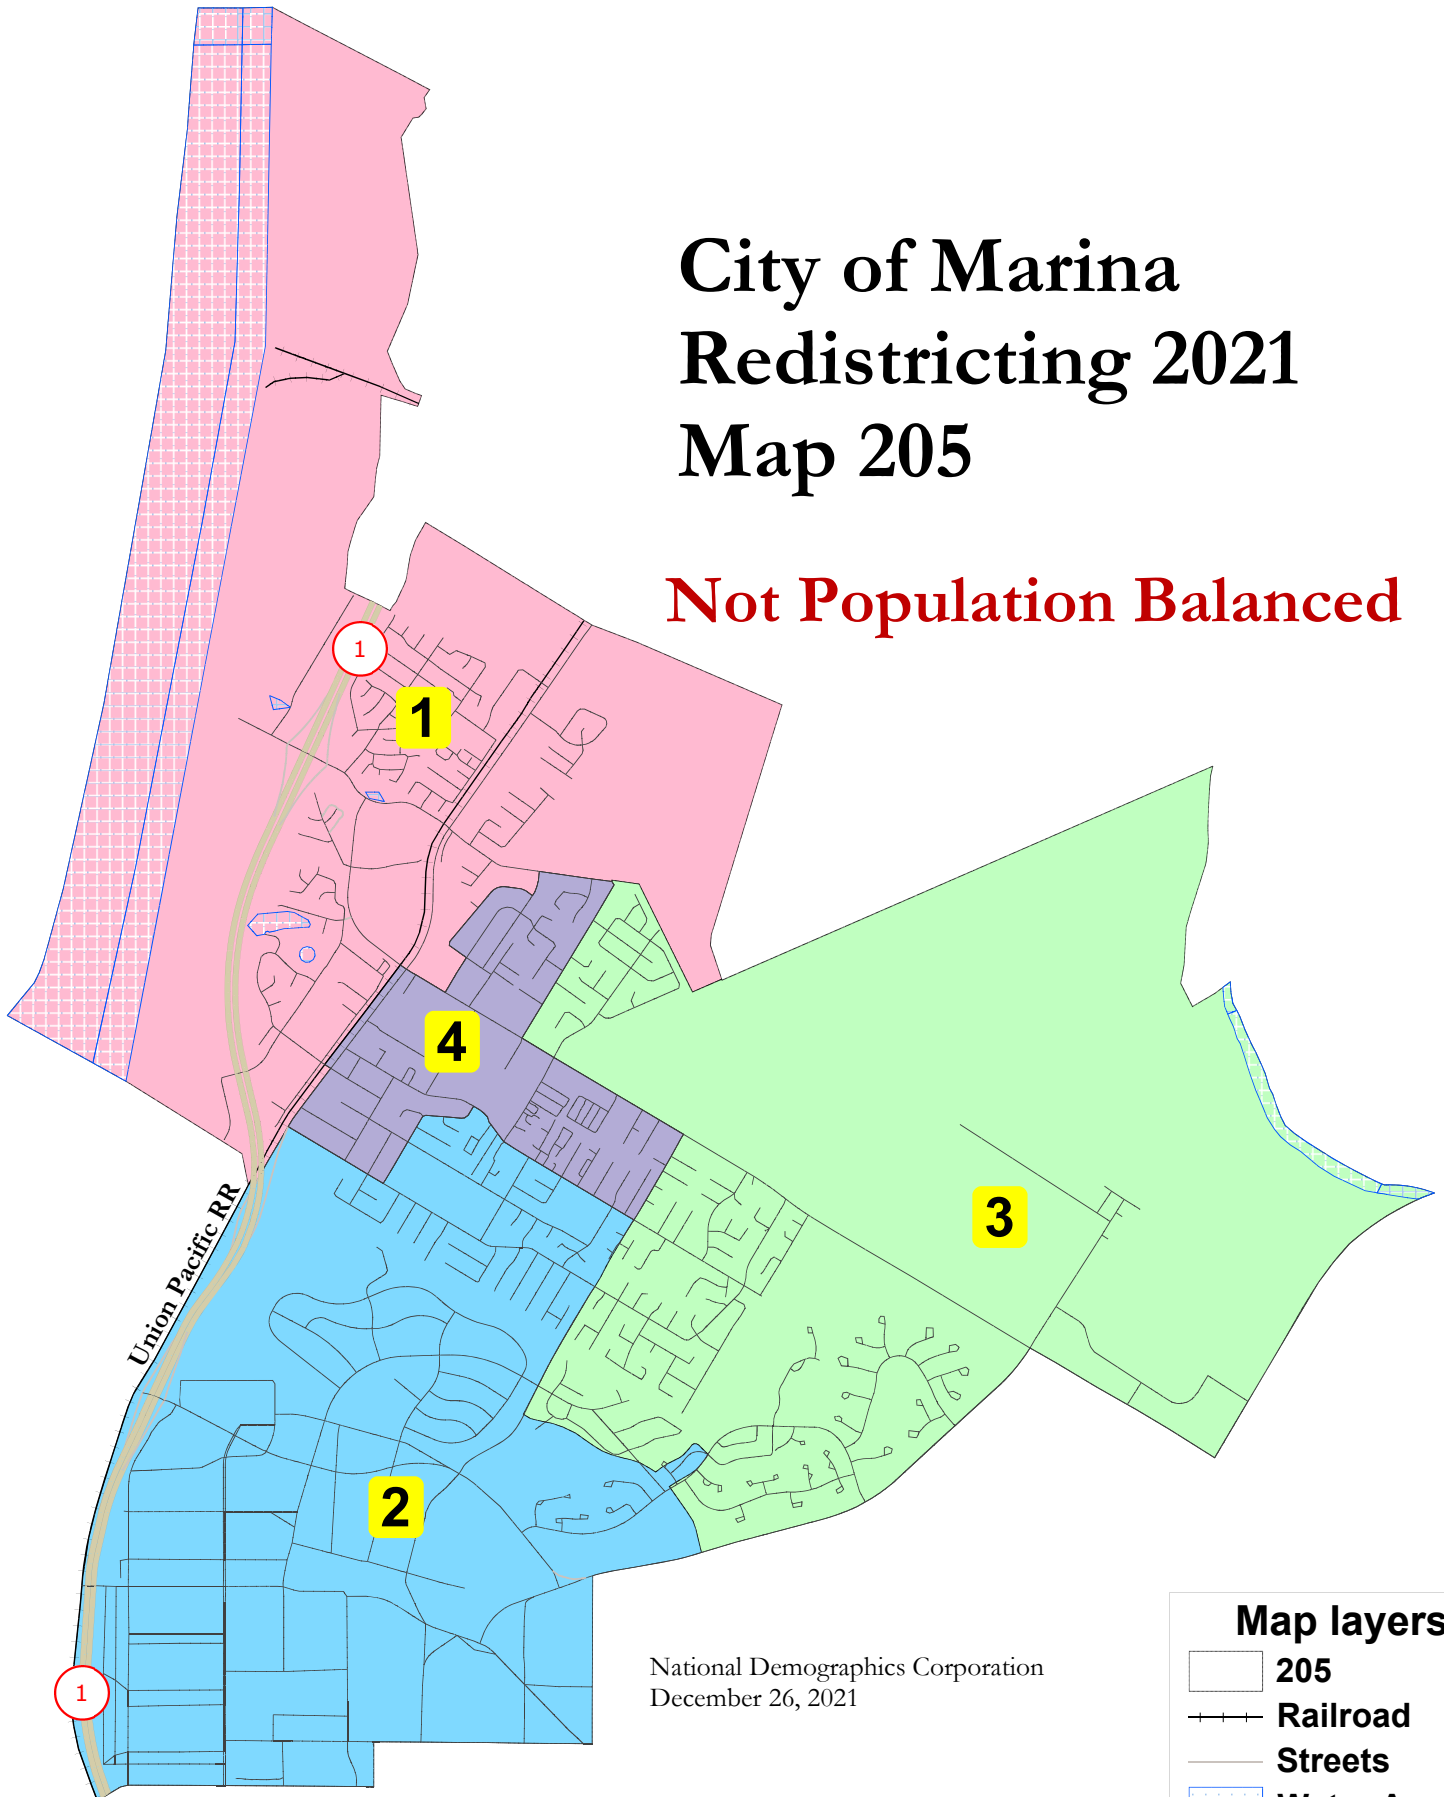 City of Marina
Redistricting 2021
Map 205
Not Population Balanced
1
1
4
3
Union Pacific RR
2
1
National Demographics Corporation
December 26, 2021
Map layers
205
Railroad
Streets